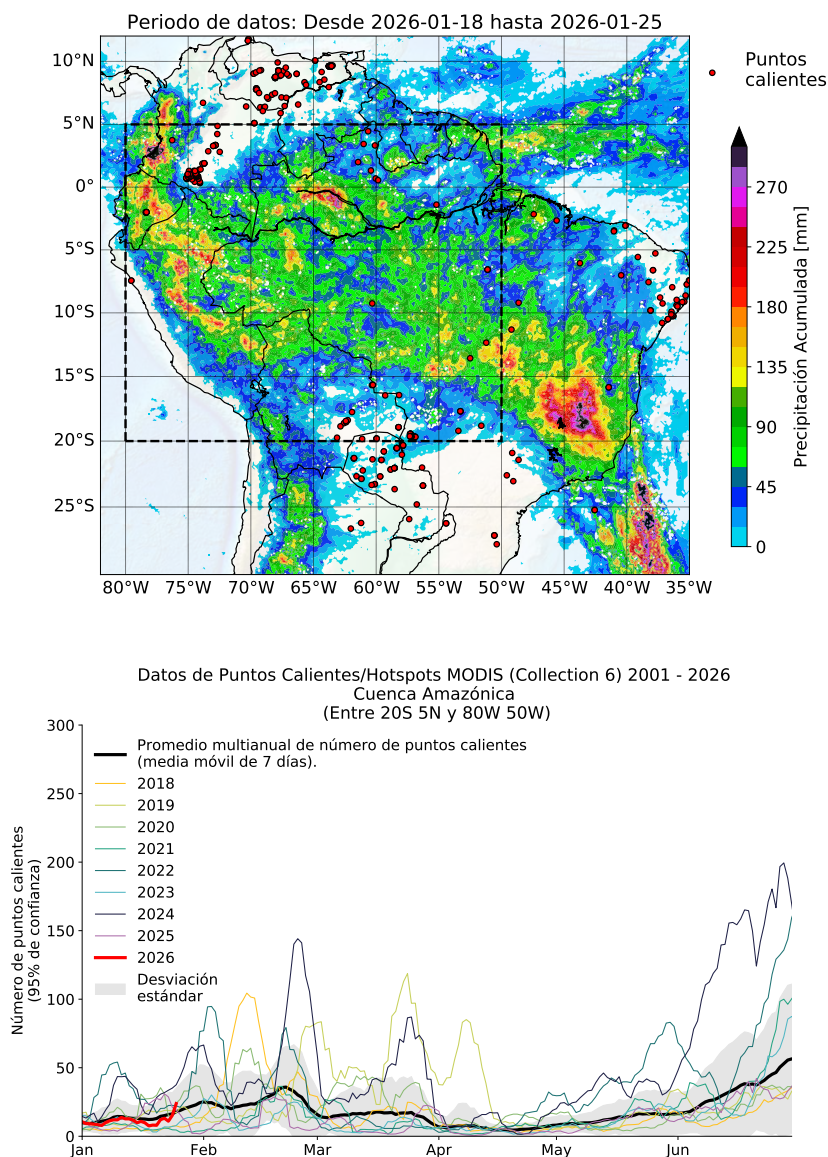 Periodo de datos: Desde 2026-01-18 hasta 2026-01-25
10°N
5°N
0°
5°S
10°S
15°S
20°S
25°S
80°W 75°W 70°W 65°W 60°W 55°W 50°W 45°W 40°W 35°W
Puntos
calientes
270
225
180
135
90
45
0
Precipitación Acumulada [mm]
Datos de Puntos Calientes/Hotspots MODIS (Collection 6) 2001 - 2026
Cuenca Amazónica
(Entre 20S 5N y 80W 50W)
Número de puntos calientes
(95% de confianza)
300
250
200
150
100
50
0
Promedio multianual de número de puntos calientes
(media móvil de 7 días).
2018
2019
2020
2021
2022
2023
2024
2025
2026
Desviación
estándar
Jan Feb Mar Apr May Jun